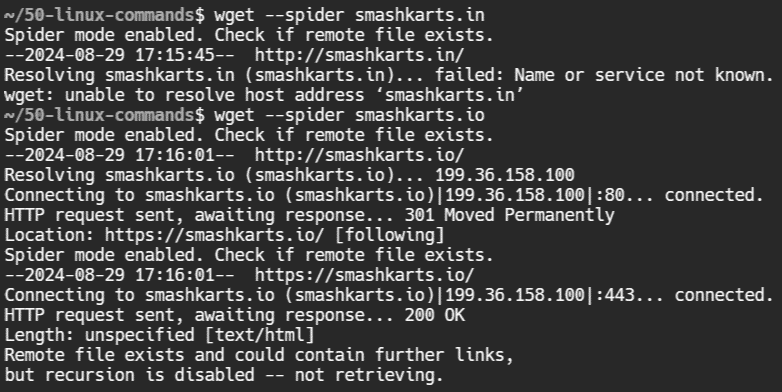 ~/50-linux-commands$ wget --spider smashkarts.in
Spider mode enabled. Check if remote file exists.
--2024-08-29 17:15:45--  http://smashkarts.in/
Resolving smashkarts.in (smashkarts.in)... failed: Name or service not known.
wget: unable to resolve host address ‘smashkarts.in’
~/50-linux-commands$ wget --spider smashkarts.io
Spider mode enabled. Check if remote file exists.
--2024-08-29 17:16:01--  http://smashkarts.io/
Resolving smashkarts.io (smashkarts.io)... 199.36.158.100
Connecting to smashkarts.io (smashkarts.io)|199.36.158.100|:80... connected.
HTTP request sent, awaiting response... 301 Moved Permanently
Location: https://smashkarts.io/ [following]
Spider mode enabled. Check if remote file exists.
--2024-08-29 17:16:01--  https://smashkarts.io/
Connecting to smashkarts.io (smashkarts.io)|199.36.158.100|:443... connected.
HTTP request sent, awaiting response... 200 OK
Length: unspecified [text/html]
Remote file exists and could contain further links,
but recursion is disabled -- not retrieving.